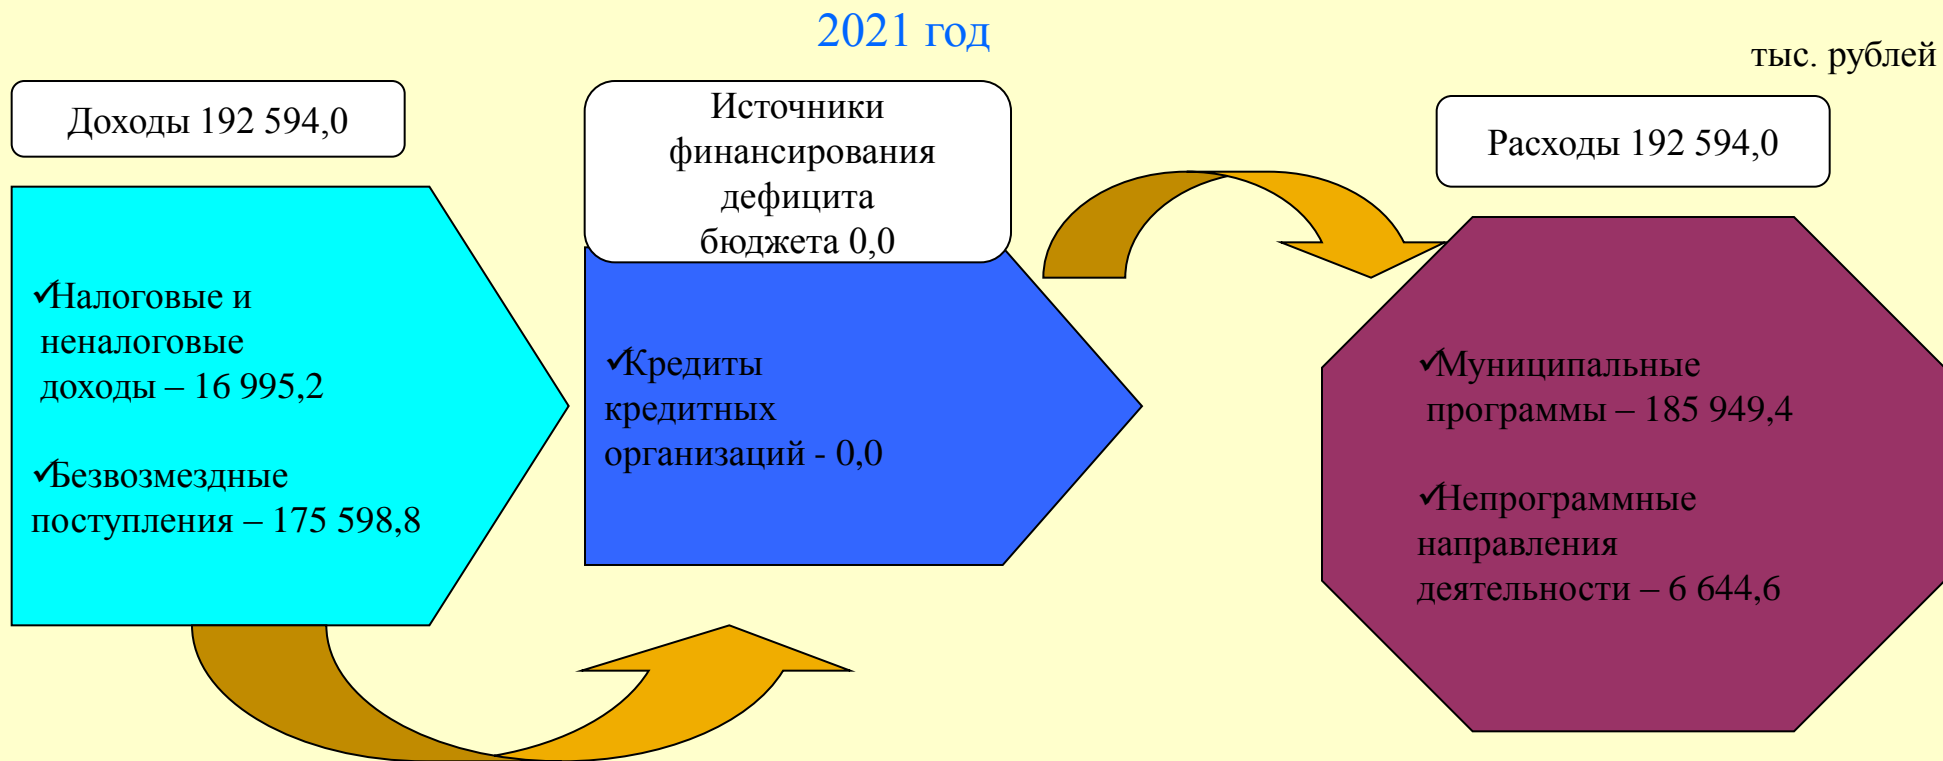 2021 год
тыс. рублей
Доходы 192 594,0
✓Налоговые и
неналоговые
доходы – 16 995,2
✓Безвозмездные
поступления – 175 598,8
Источники
финансирования
дефицита
бюджета 0,0
✓Кредиты
кредитных
организаций - 0,0
Расходы 192 594,0
✓Муниципальные
программы – 185 949,4
✓Непрограммные
направления
деятельности – 6 644,6